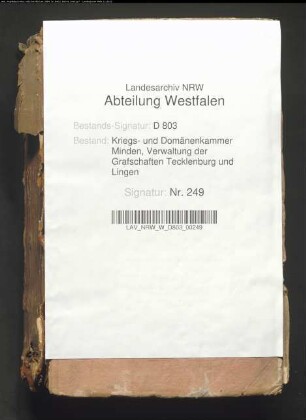 Landesarchiv NRW
Abteilung Westfalen
Bestands-Signatur: D 803
Bestand: Kriegs- und Domänenkammer
Minden, Verwaltung der
Grafschaften Tecklenburg und
Lingen
Signatur: Nr. 249
LAV_NRW_W_D803_00249